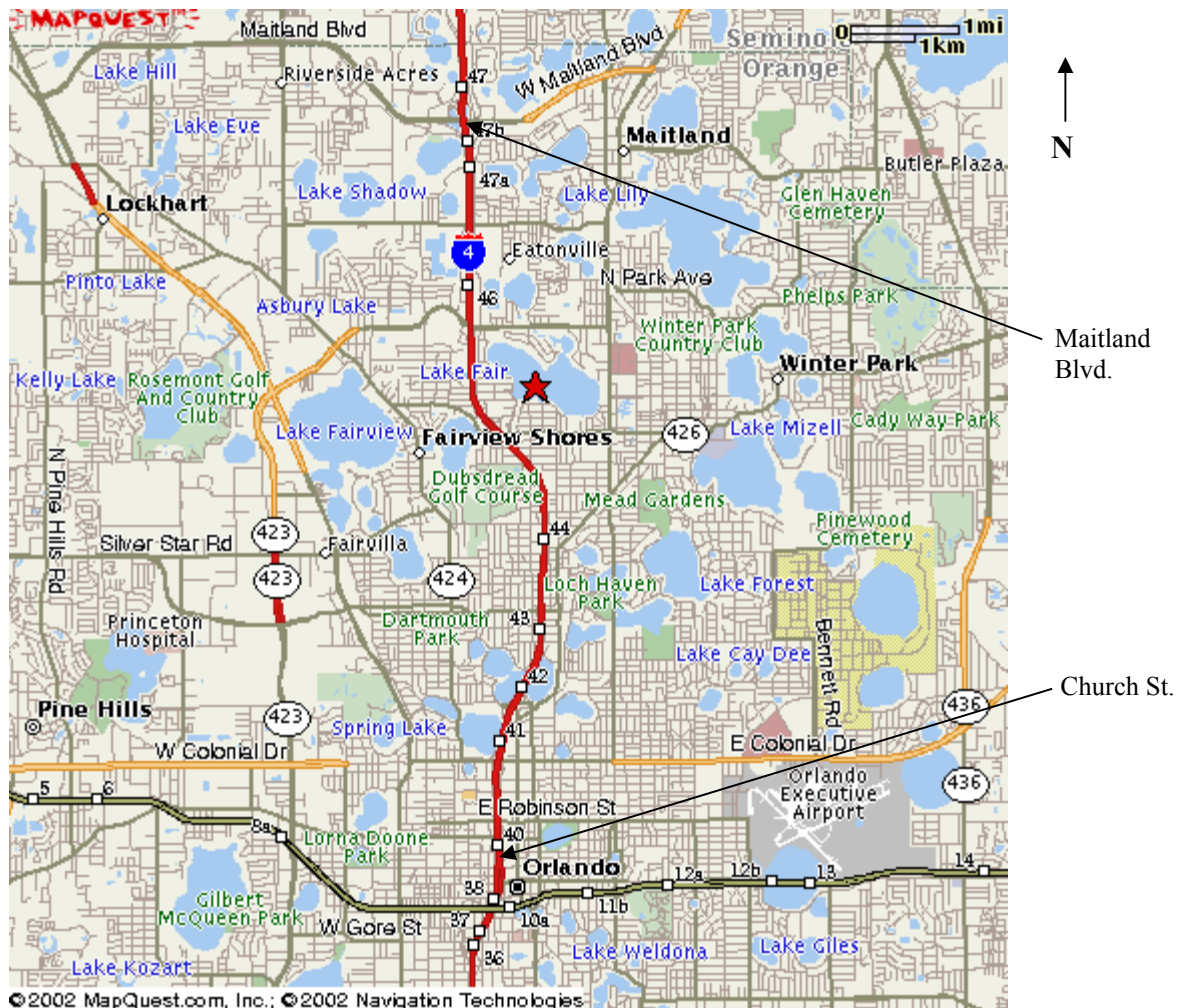 MAPQUEST
Maitland Blvd
0 1mi
1km
Seminole
Orange
Lake Hill
Riverside Acres
47
W Maitland Blvd
N
Lake Eve
47b
Maitland
Butler Plaza
47a
Lake Shadow
Lake Lily
Glen Haven
Cemetery
Lockhart
4
Eatonville
N Park Ave
Pinto Lake
Asbury Lake
46
Phelps Park
Winter Park
Country Club
Maitland
Blvd.
Kelly Lake
Rosemont Golf
And Country
Club
Lake Fair
Winter Park
Lake Fairview
Fairview Shores
426
Lake Mizell
Cady Way Park
N Pine Hills Rd
Dubsdread
Golf Course
Mead Gardens
423
44
Pinewood
Cemetery
Silver Star Rd
Fairvilla
423
424
Loch Haven
Park
Lake Forest
Princeton
Hospital
Dartmouth
Park
43
Bennett Rd
Lake Cay Dee
42
Church St.
Pine Hills
423
Spring Lake
41
436
W Colonial Dr
E Colonial Dr
5
6
Orlando
Executive
Airport
436
E Robinson St
8a
Lorna Doone
Park
40
Orlando
38
12a
12b
13
14
Gilbert
McQueen Park
W Gore St
37
10a
11b
36
Lake Weldona
Lake Giles
Lake Kozart
©2002 MapQuest.com, Inc.; ©2002 Navigation Technologies